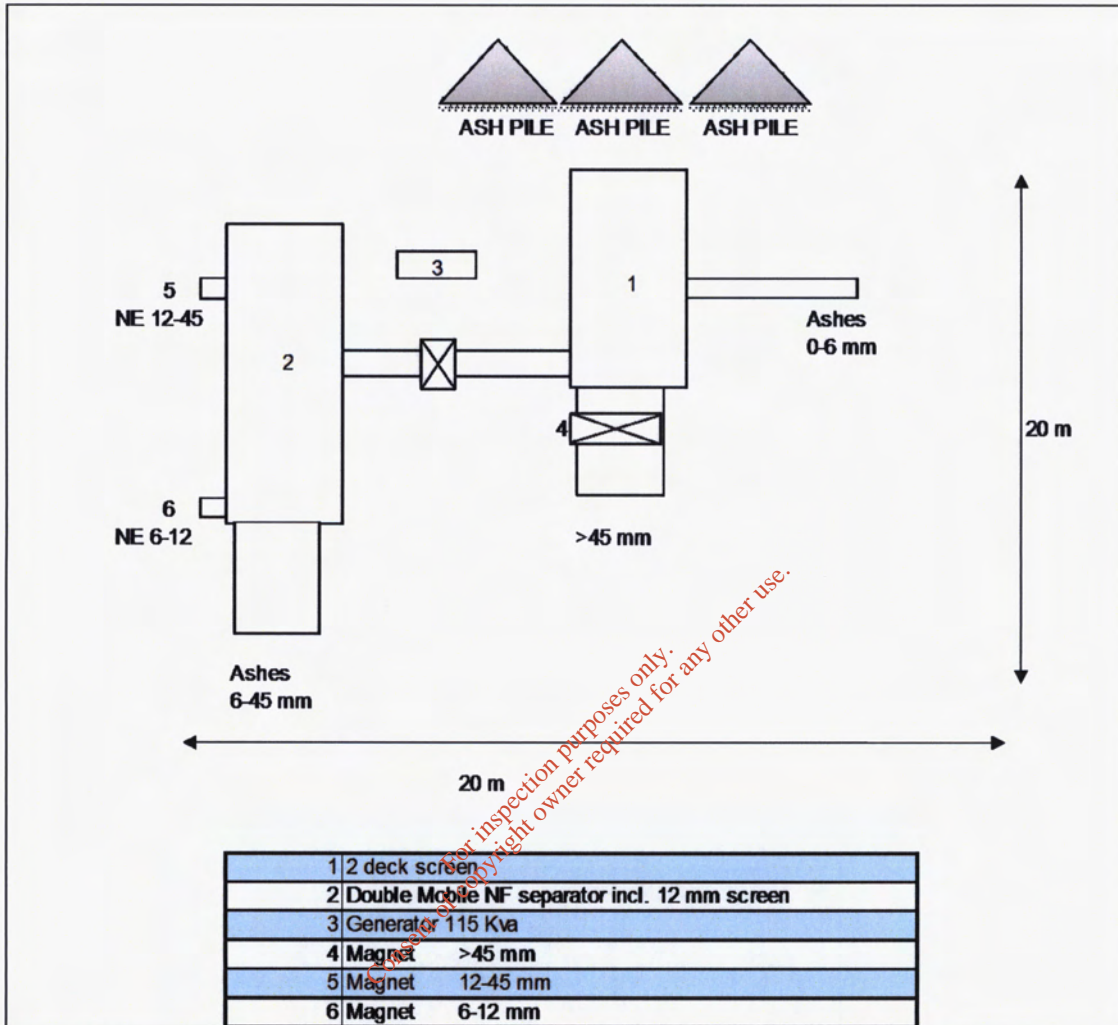 ASH PILE ASH PILE ASH PILE
1
3
5
NE 12-45
Ashes
0-6 mm
2
4
20 m
6
NE 6-12
>45 mm
Ashes
6-45 mm
20 m
For inspection purposes only.
Consent of copyright owner required for any other use.
1 2 deck screen
2 Double Mobile NF separator incl. 12 mm screen
3 Generator 115 Kva
4 Magnet >45 mm
5 Magnet 12-45 mm
6 Magnet 6-12 mm